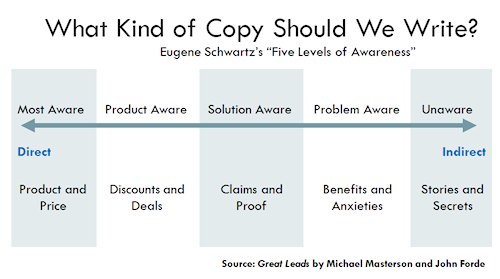 What Kind of Copy Should We Write?
Eugene Schwartz's "Five Levels of Awareness"
Most Aware
Product Aware
Solution Aware
Problem Aware
Unaware
Direct
Indirect
Product and
Price
Discounts and
Deals
Claims and
Proof
Benefits and
Anxieties
Stories and
Secrets
Source: Great Leads by Michael Masterson and John Forde